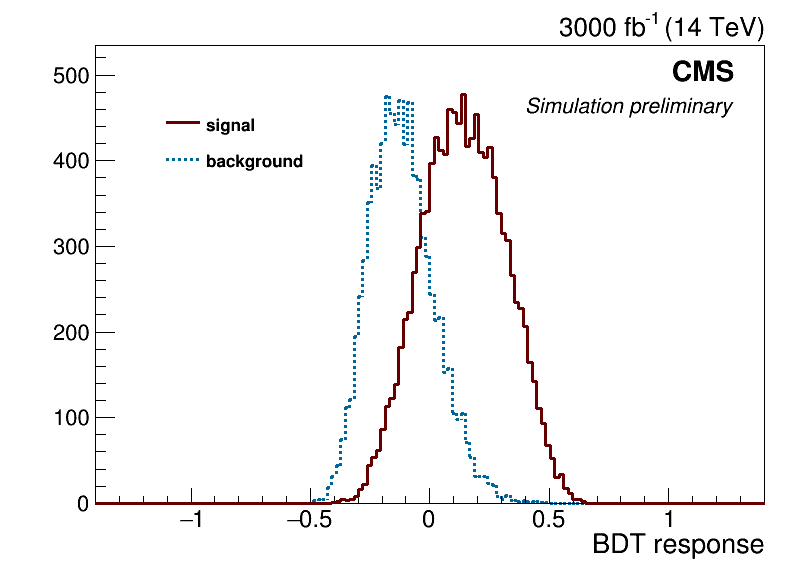 3000 fb⁻¹ (14 TeV)
CMS
Simulation preliminary
signal
background
500
400
300
200
100
0
−1 −0.5 0 0.5 1
BDT response